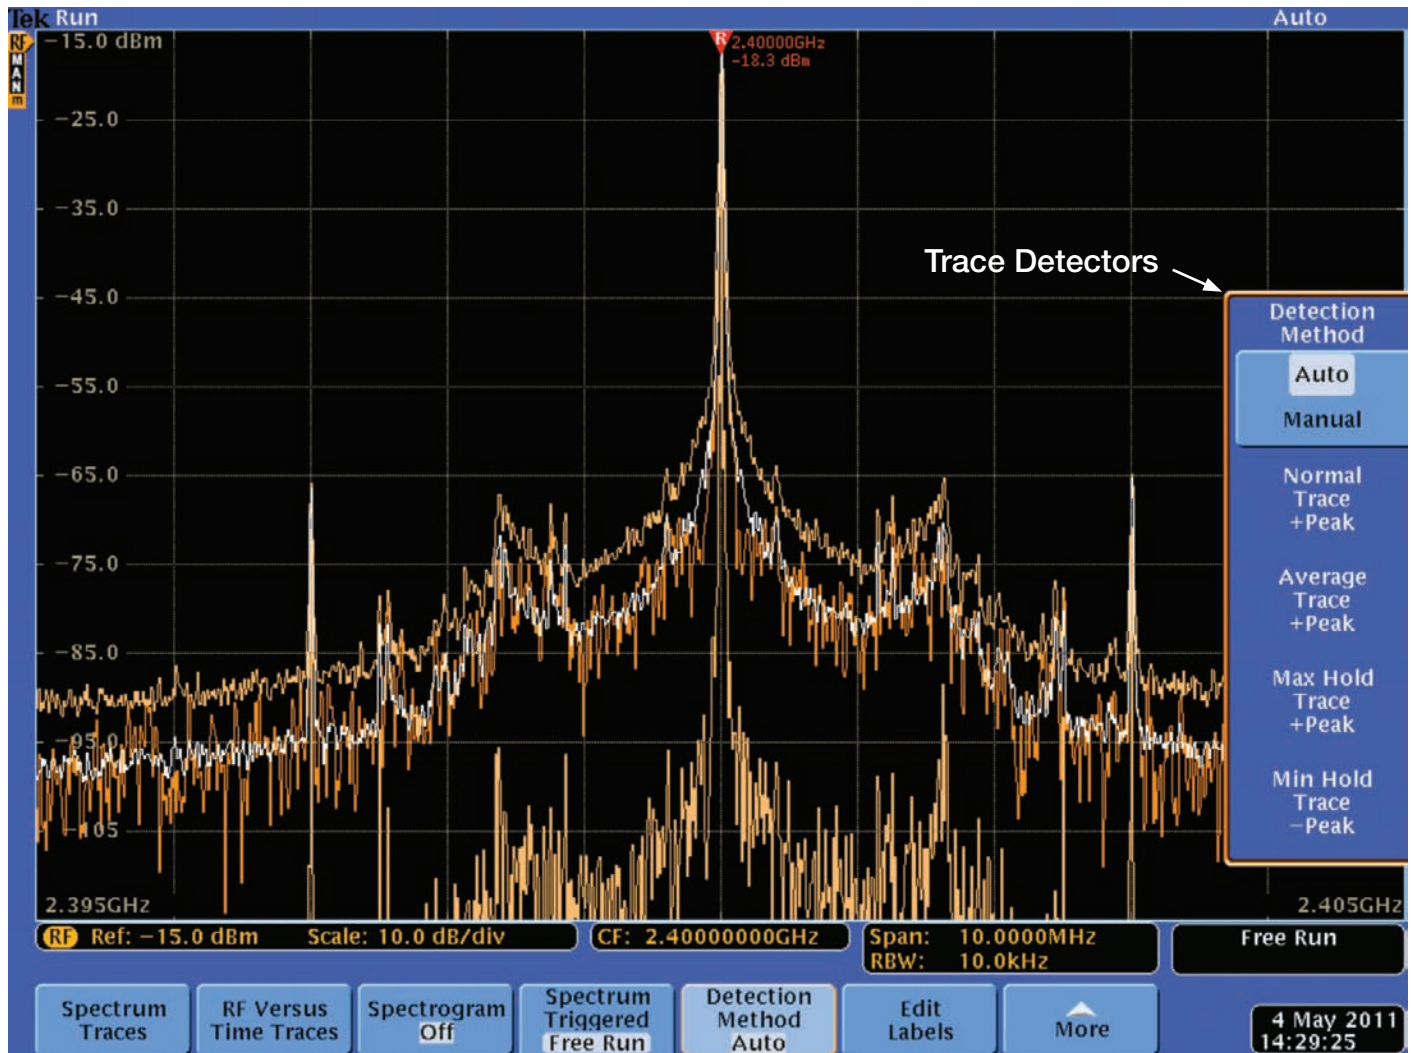 Tek Run
Auto
RF
M
A
N
m
−15.0 dBm
R
2.40000GHz
−18.3 dBm
−25.0
−35.0
Trace Detectors
−45.0
Detection
Method
Auto
Manual
−55.0
−65.0
Normal
Trace
+Peak
−75.0
Average
Trace
+Peak
−85.0
Max Hold
Trace
+Peak
−95.0
Min Hold
Trace
−Peak
−105
2.395GHz
2.405GHz
RF Ref: −15.0 dBm Scale: 10.0 dB/div
CF: 2.40000000GHz
Span: 10.0000MHz
RBW: 10.0kHz
Free Run
Spectrum
Traces
RF Versus
Time Traces
Spectrogram
Off
Spectrum
Triggered
Free Run
Detection
Method
Auto
Edit
Labels
More
4 May 2011
14:29:25